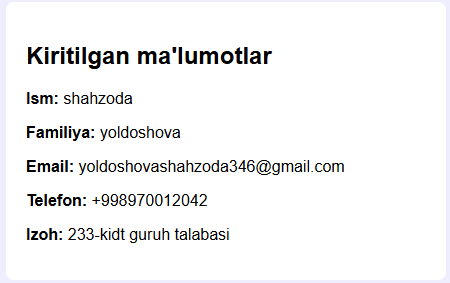 Kiritilgan ma'lumotlar
Ism: shahzoda
Familiya: yoldoshova
Email: yoldoshovashahzoda346@gmail.com
Telefon: +998970012042
Izoh: 233-kidt guruh talabasi